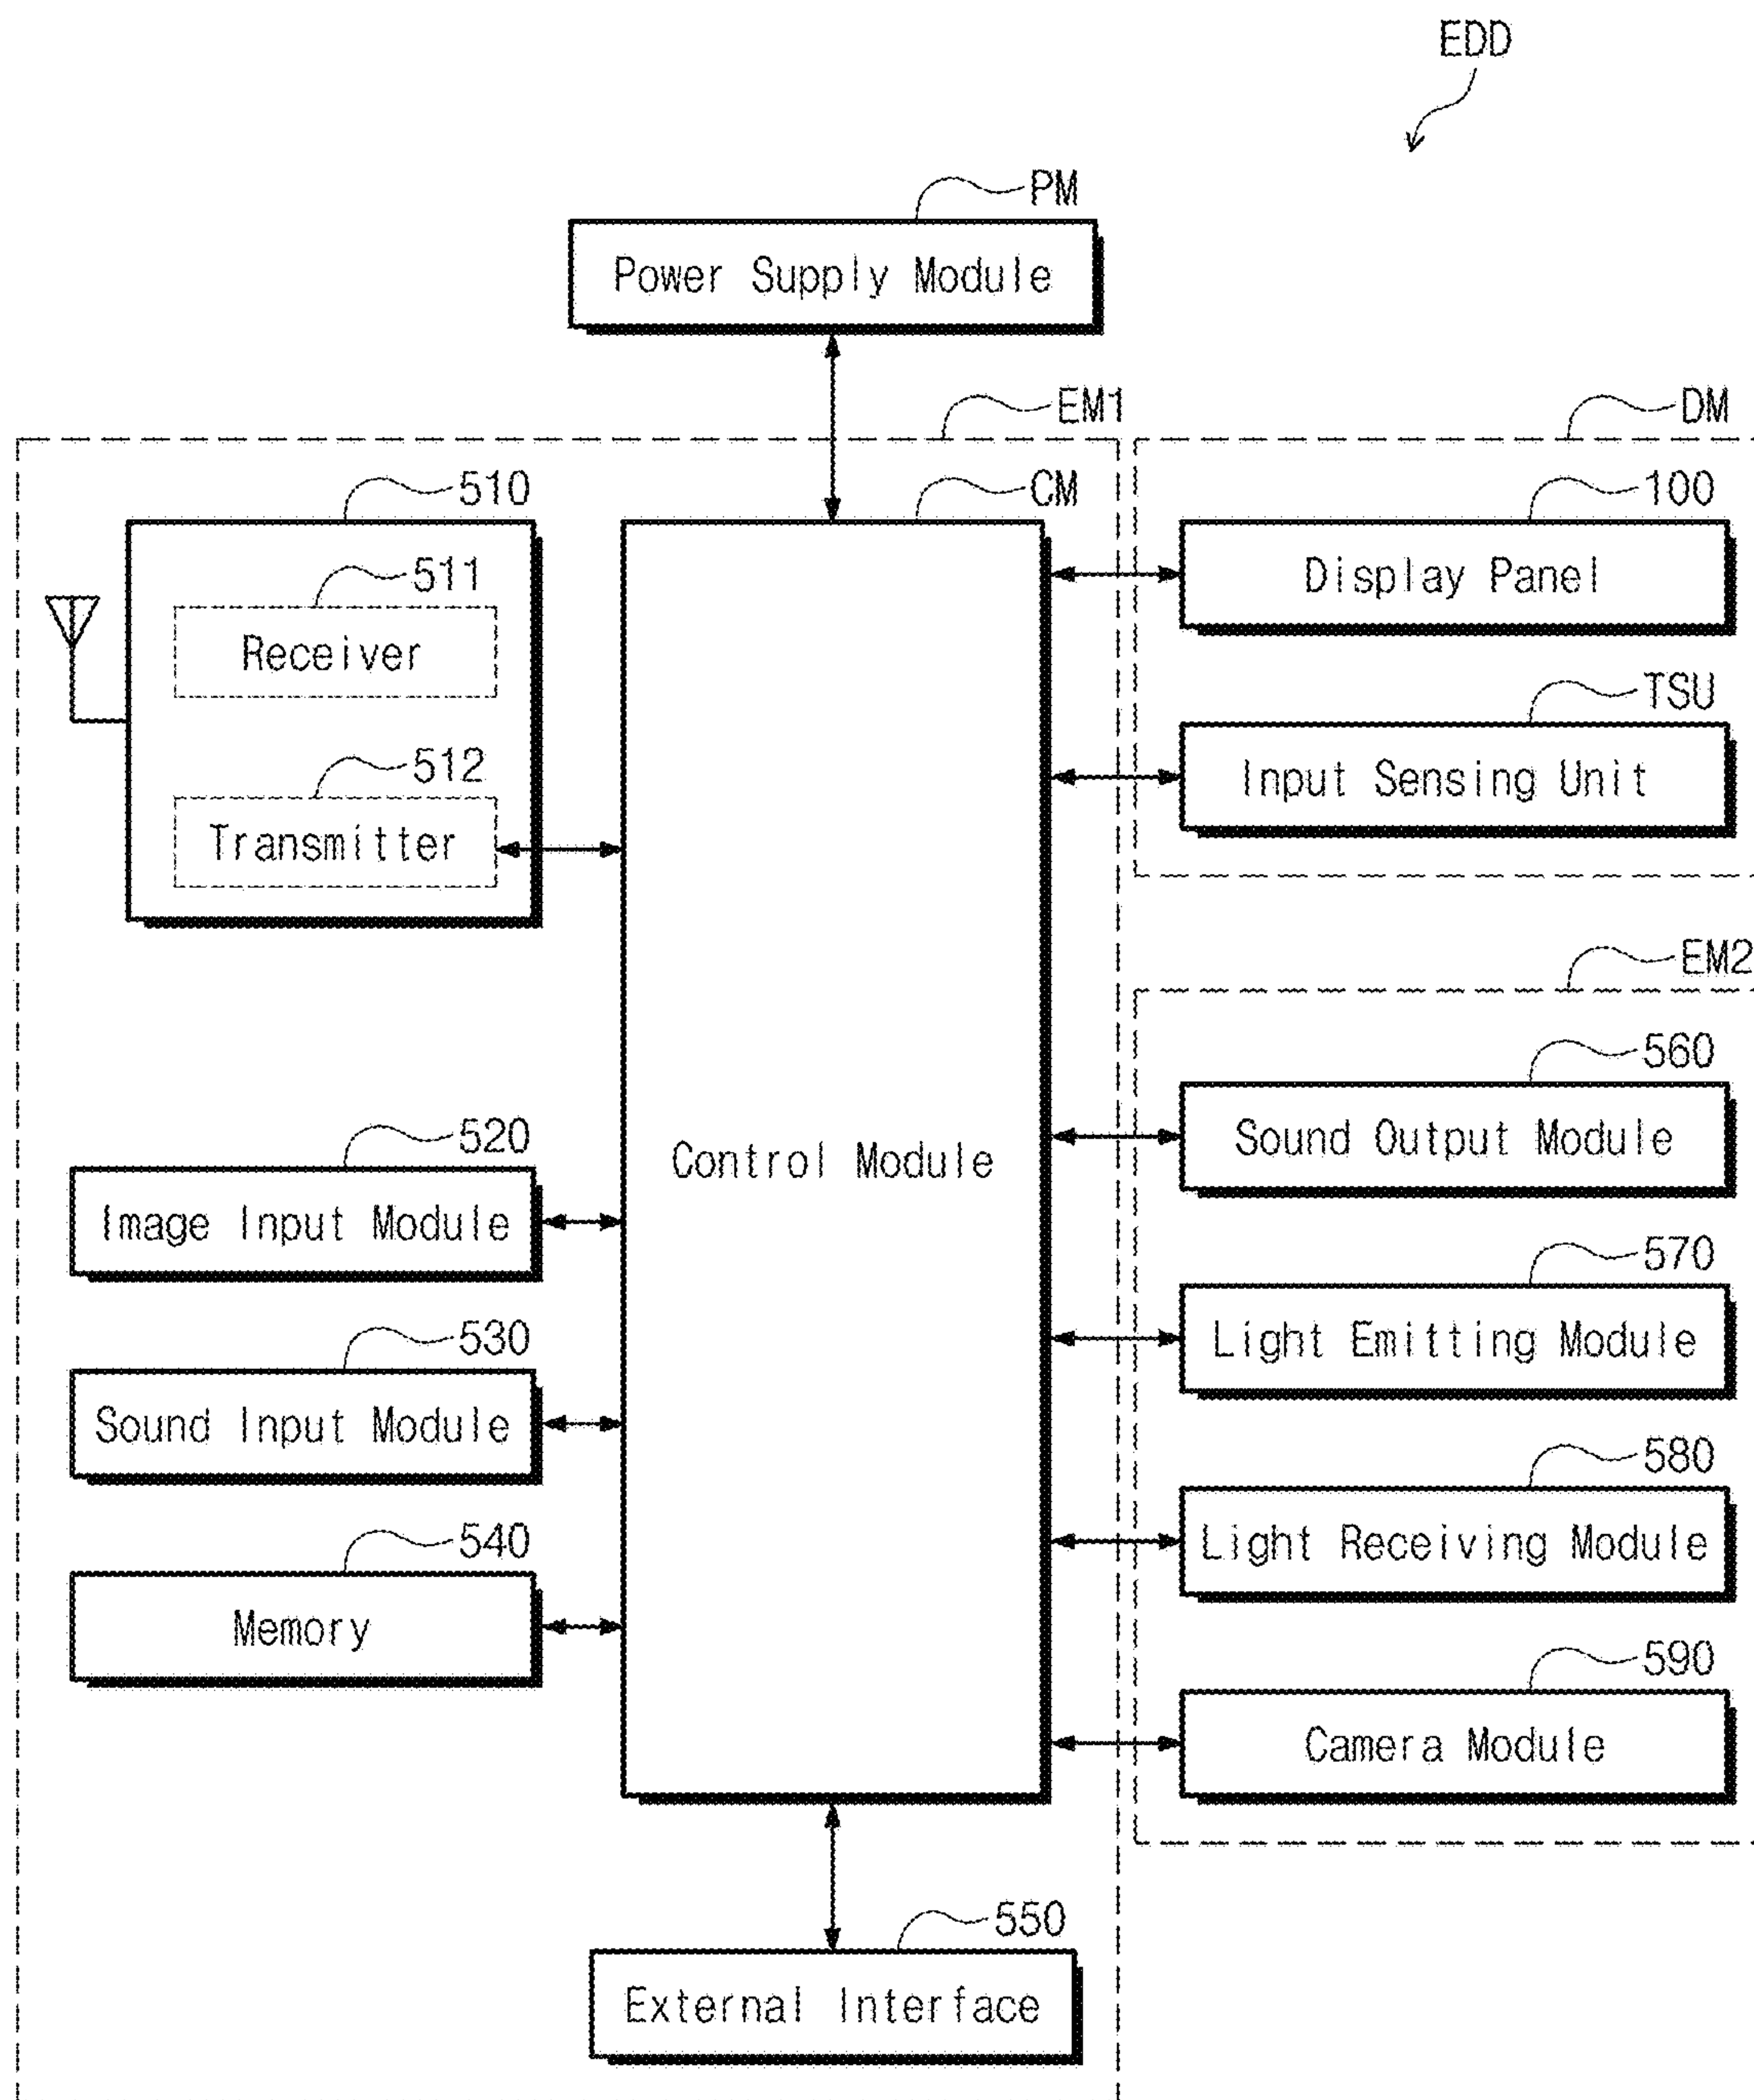 EDD
PM
Power Supply Module
EM1
DM
510
CM
100
511
Display Panel
Receiver
TSU
512
Input Sensing Unit
Transmitter
EM2
560
520
Sound Output Module
Control Module
Image Input Module
570
530
Light Emitting Module
Sound Input Module
580
540
Light Receiving Module
Memory
590
Camera Module
550
External Interface